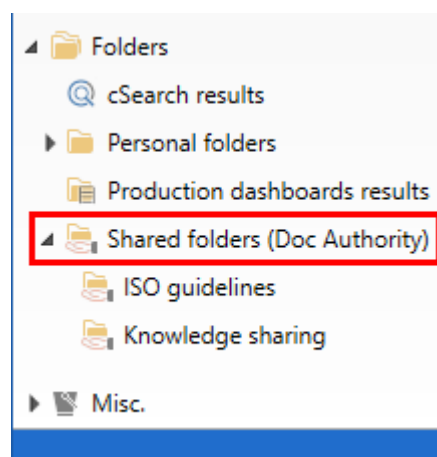 Folders
cSearch results
Personal folders
Production dashboards results
Shared folders (Doc Authority)
ISO guidelines
Knowledge sharing
Misc.